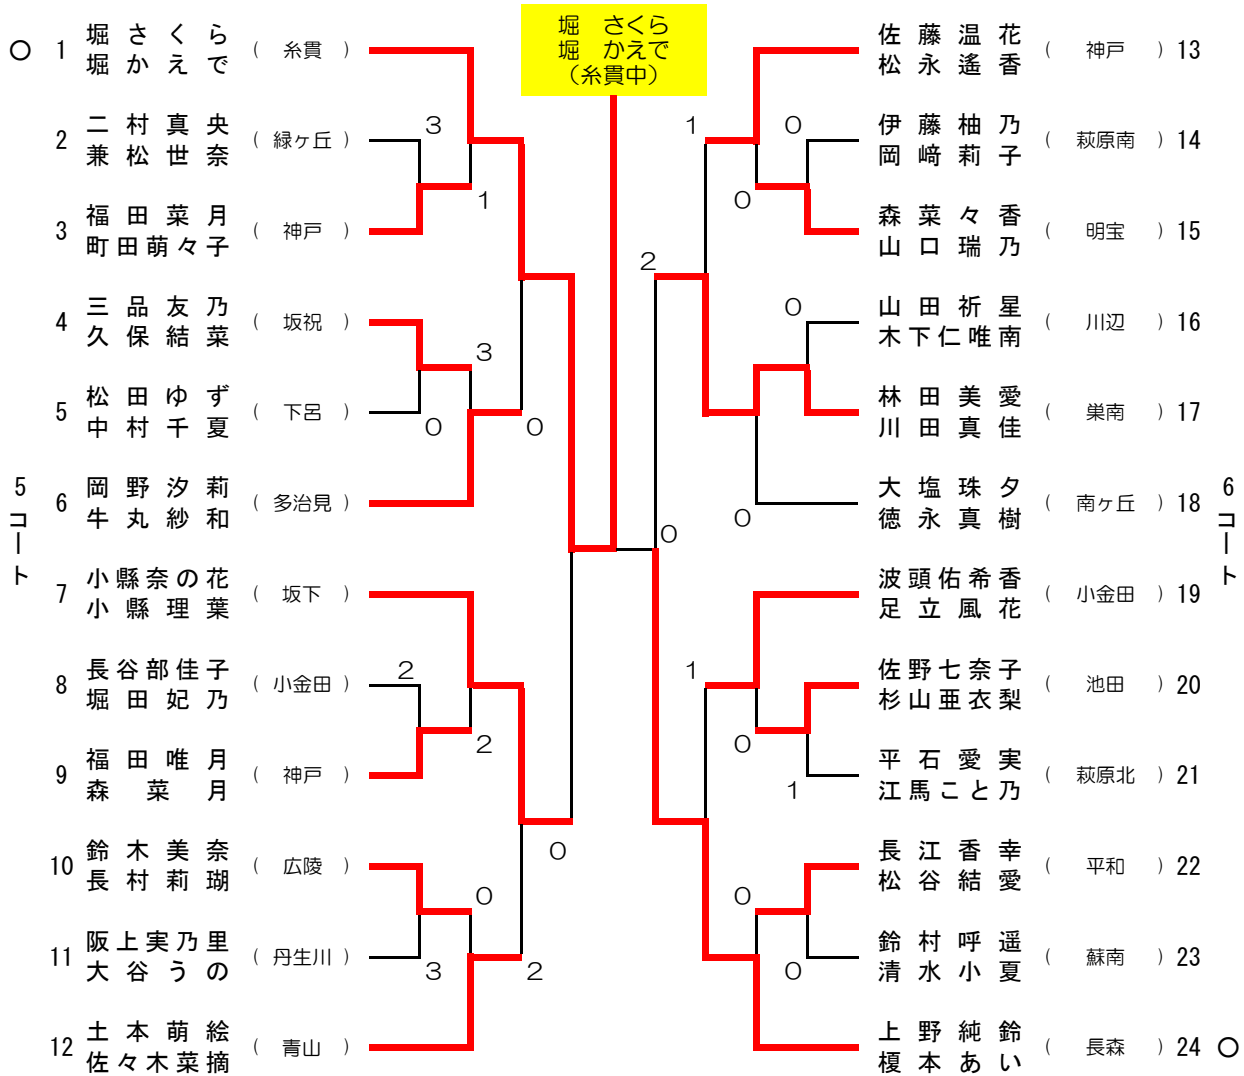 堀 さくら
堀 かえで
(糸貫中)
〇 1 堀さくら ( 糸貫 )
堀かえで
2 二村真央 ( 緑ヶ丘 ) 3
兼松世奈
1
3 福田菜月 ( 神戸 )
町田萌々子
4 三品友乃 ( 坂祝 )
久保結菜
3
5 松田ゆず ( 下呂 ) 0 0
中村千夏
6 岡野汐莉 ( 多治見 )
牛丸紗和
5コート
7 小縣奈の花 ( 坂下 )
小縣理葉
8 長谷部佳子 ( 小金田 ) 2
堀田妃乃
2
9 福田唯月 ( 神戸 )
森菜月
0
10 鈴木美奈 ( 広陵 )
長村莉瑚
0
11 阪上実乃里 ( 丹生川 ) 3 2
大谷うの
12 土本萌絵 ( 青山 )
佐々木菜摘
佐藤温花 ( 神戸 ) 13
松永遙香
1 0 伊藤柚乃 ( 萩原南 ) 14
岡﨑莉子
0
森菜々香 ( 明宝 ) 15
山口瑞乃
2
0 山田祈星 ( 川辺 ) 16
木下仁唯南
林田美愛 ( 巣南 ) 17
川田真佳
0 大塩珠夕 ( 南ヶ丘 ) 18
徳永真樹
6コート
0
波頭佑希香 ( 小金田 ) 19
足立風花
1 佐野七奈子 ( 池田 ) 20
杉山亜衣梨
0
1 平石愛実 ( 萩原北 ) 21
江馬こと乃
長江香幸 ( 平和 ) 22
松谷結愛
0
0 鈴村呼遥 ( 蘇南 ) 23
清水小夏
上野純鈴 ( 長森 ) 24 〇
榎本あい